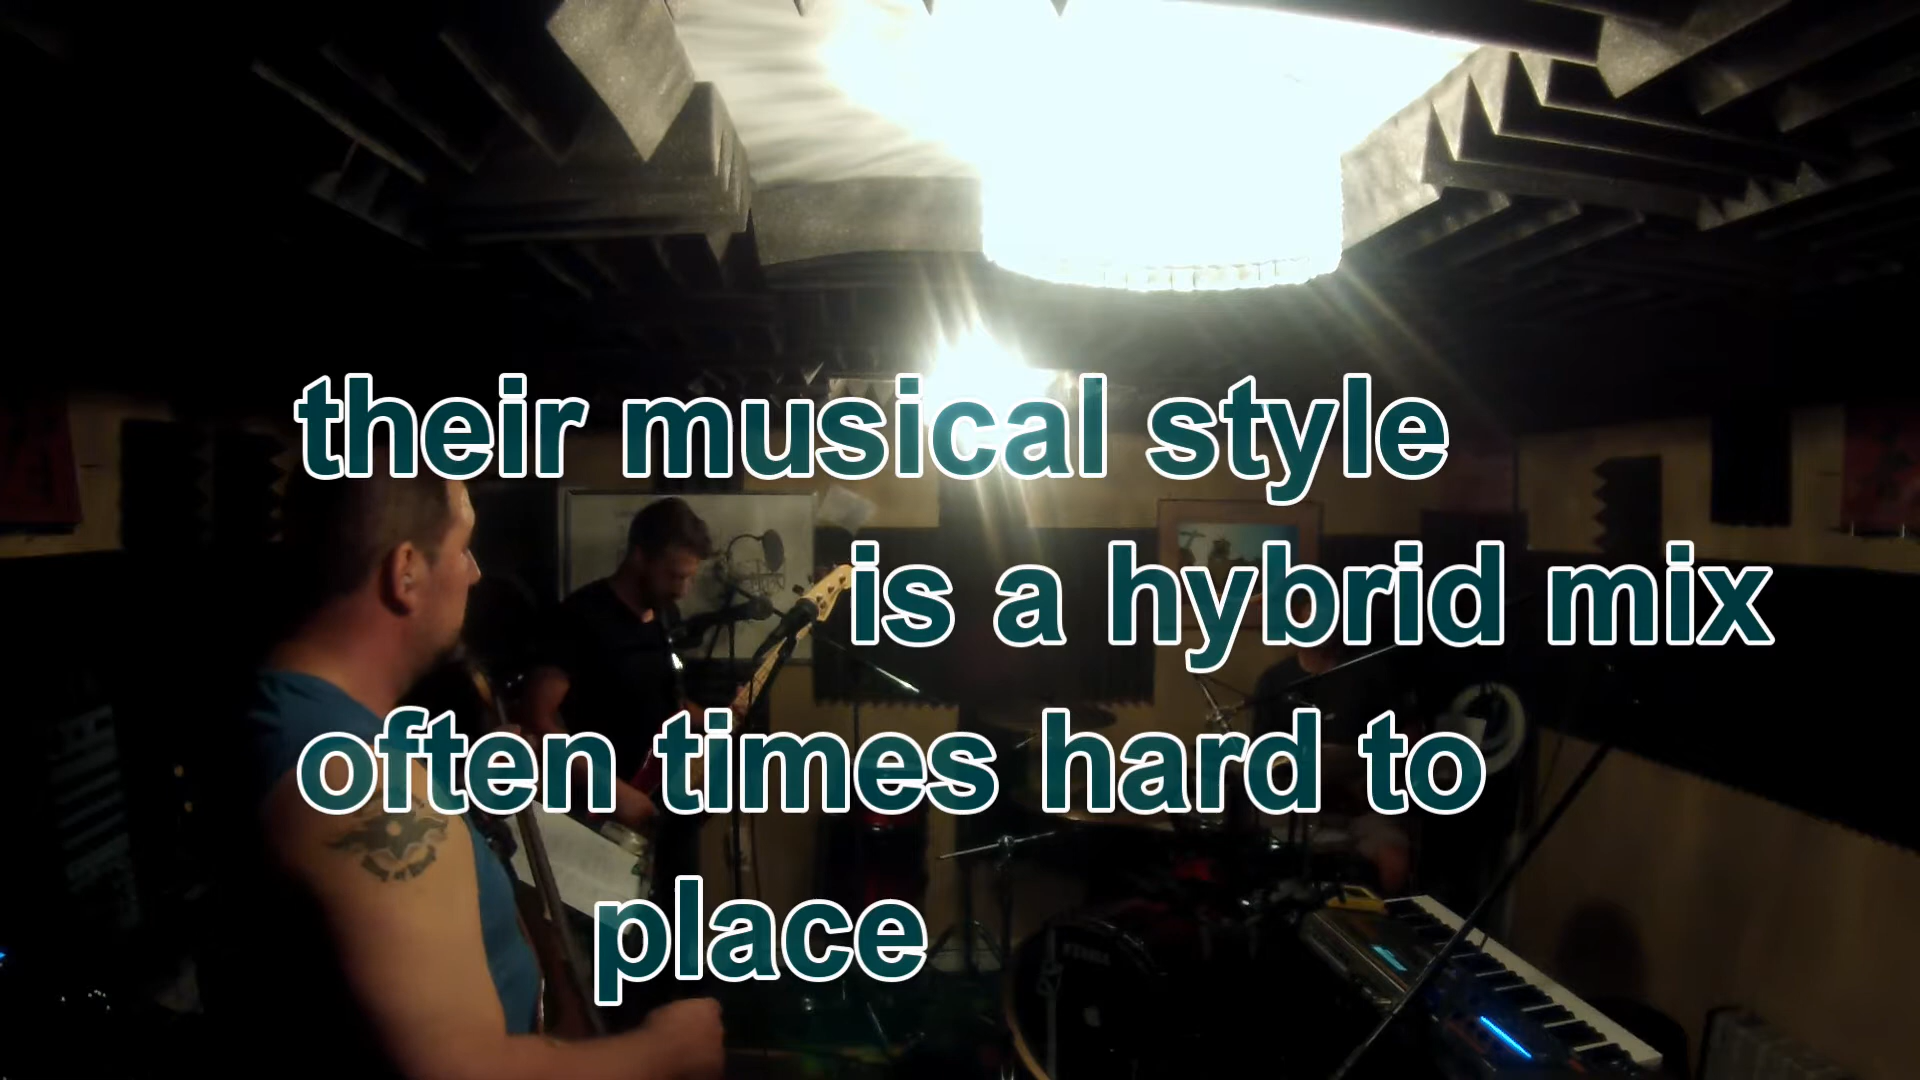 their musical style
is a hybrid mix
often times hard to
place